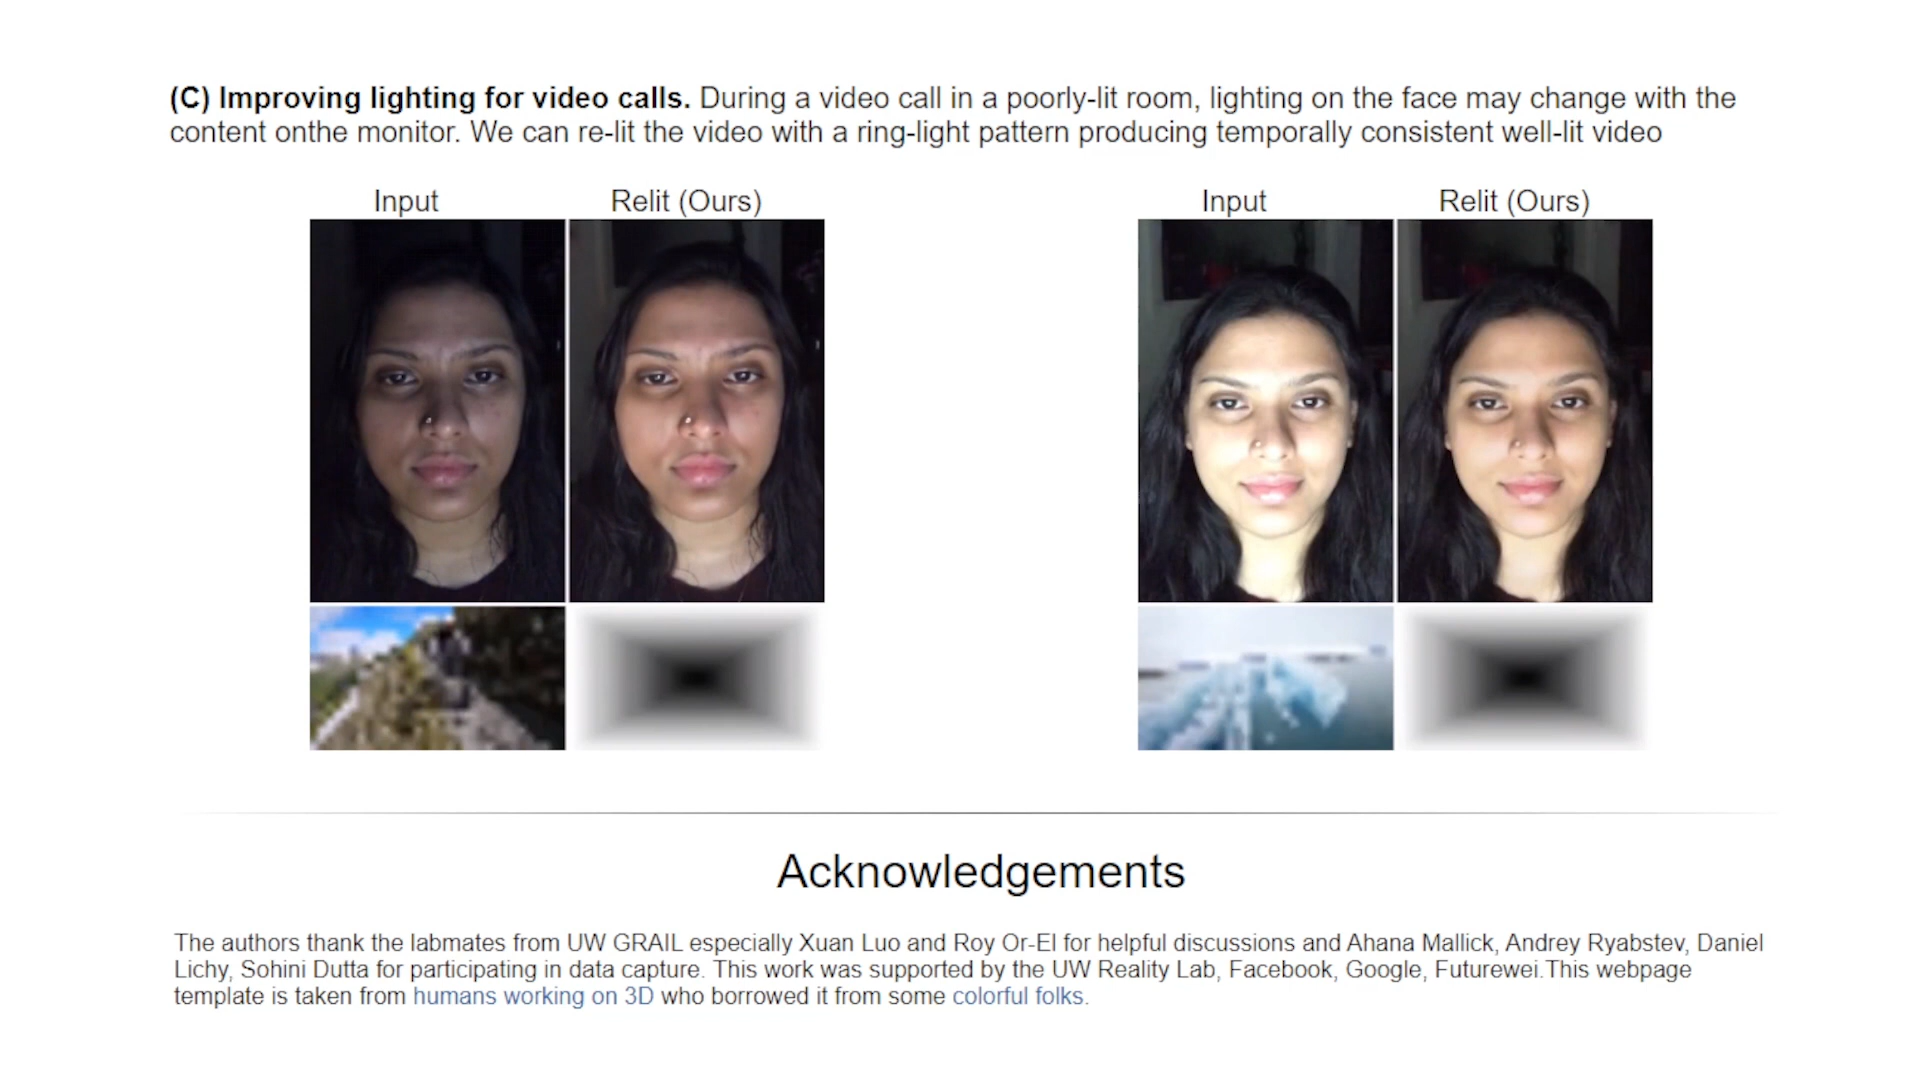 (C) Improving lighting for video calls. During a video call in a poorly-lit room, lighting on the face may change with the
content onthe monitor. We can re-lit the video with a ring-light pattern producing temporally consistent well-lit video
Input Relit (Ours) Input Relit (Ours)
Acknowledgements
The authors thank the labmates from UW GRAIL especially Xuan Luo and Roy Or-El for helpful discussions and Ahana Mallick, Andrey Ryabstev, Daniel
Lichy, Sohini Dutta for participating in data capture. This work was supported by the UW Reality Lab, Facebook, Google, Futurewei.This webpage
template is taken from humans working on 3D who borrowed it from some colorful folks.